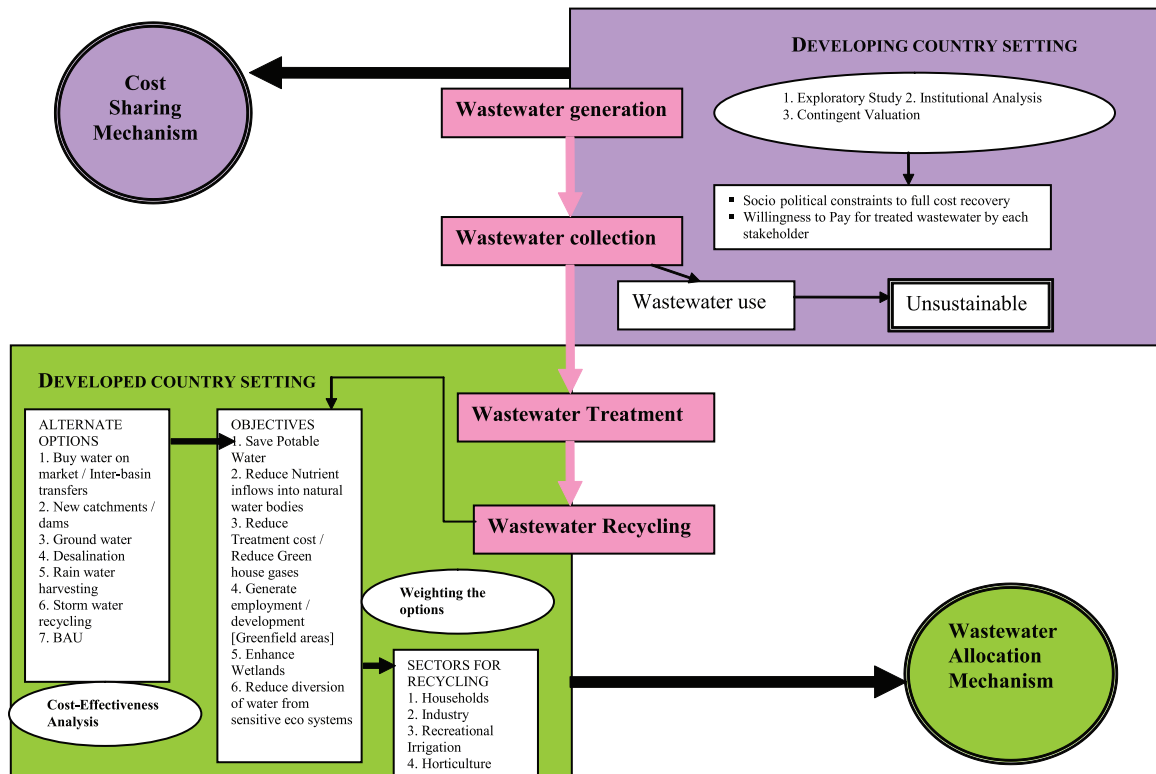 Cost
Sharing
Mechanism
DEVELOPING COUNTRY SETTING
1. Exploratory Study 2. Institutional Analysis
3. Contingent Valuation
Wastewater generation
▪ Socio political constraints to full cost recovery
▪ Willingness to Pay for treated wastewater by each
stakeholder
Wastewater collection
Wastewater use
Unsustainable
DEVELOPED COUNTRY SETTING
Wastewater Treatment
Wastewater Recycling
ALTERNATE
OPTIONS
1. Buy water on
market / Inter-basin
transfers
2. New catchments /
dams
3. Ground water
4. Desalination
5. Rain water
harvesting
6. Storm water
recycling
7. BAU
Cost-Effectiveness
Analysis
OBJECTIVES
1. Save Potable
Water
2. Reduce Nutrient
inflows into natural
water bodies
3. Reduce
Treatment cost /
Reduce Green
house gases
4. Generate
employment /
development
[Greenfield areas]
5. Enhance
Wetlands
6. Reduce diversion
of water from
sensitive eco systems
Weighting the
options
SECTORS FOR
RECYCLING
1. Households
2. Industry
3. Recreational
Irrigation
4. Horticulture
Wastewater
Allocation
Mechanism